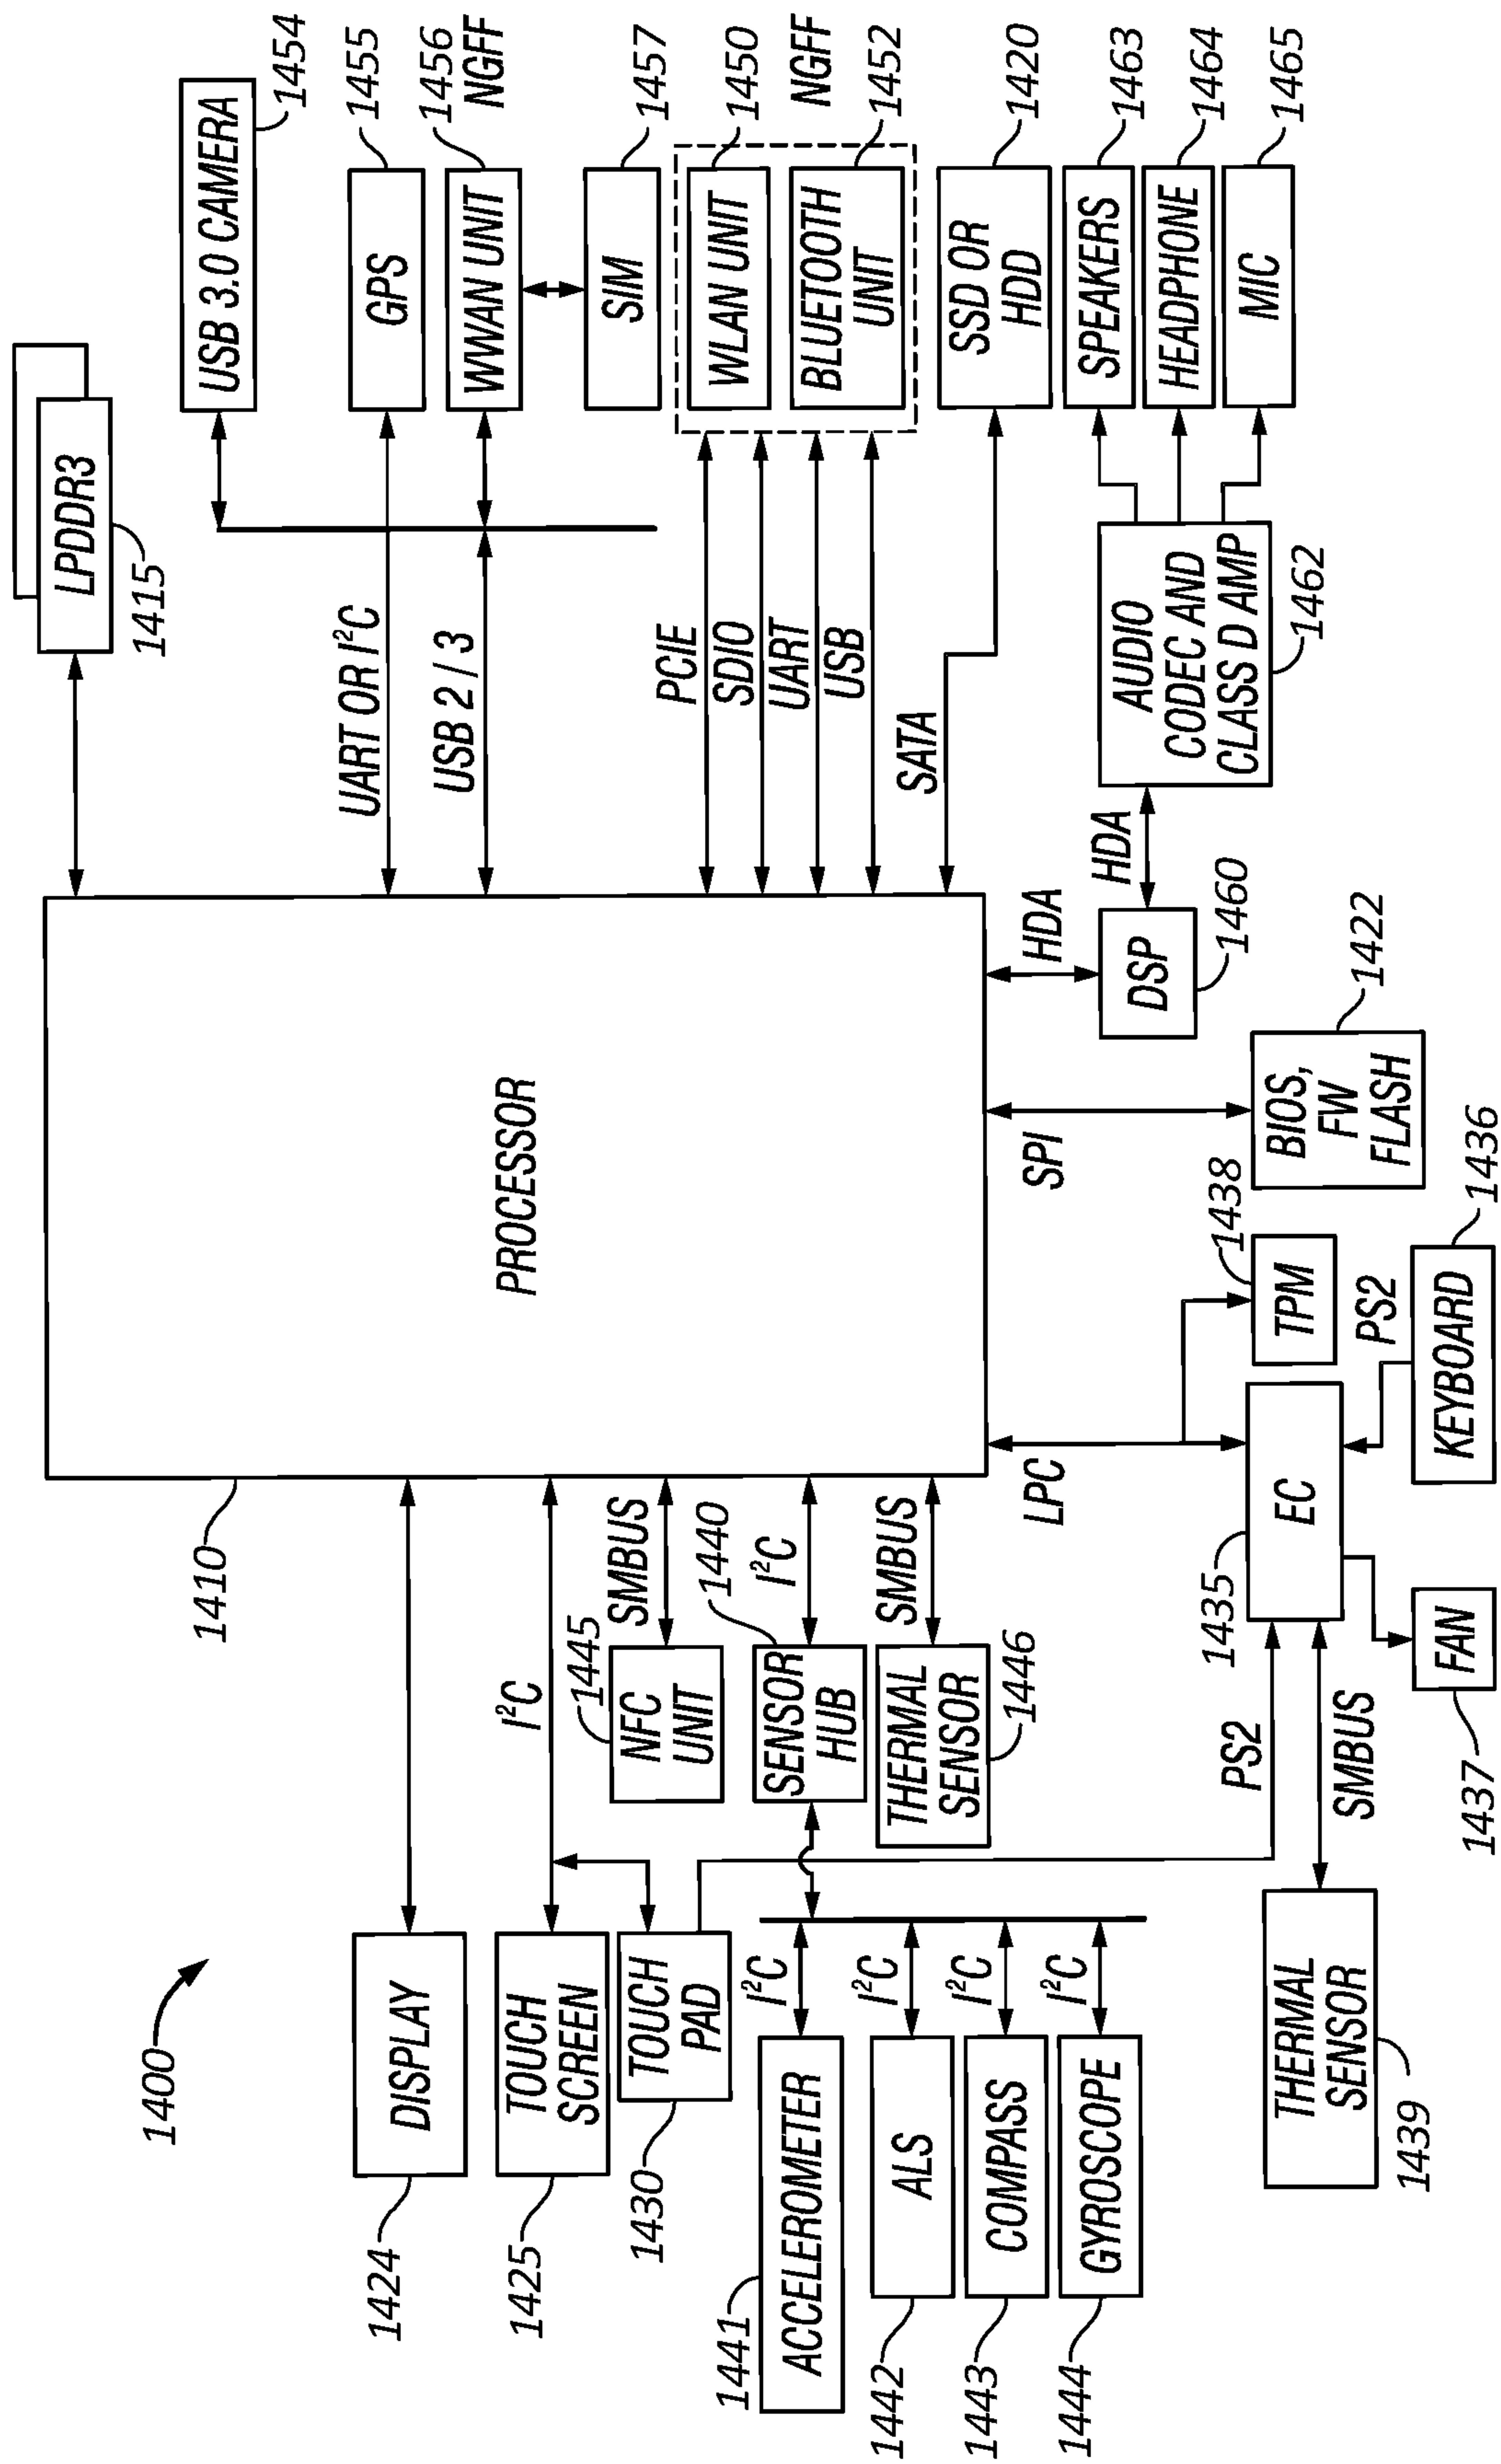 1400
LPDDR3
1415
USB 3.0 CAMERA
1454
UART OR I²C
GPS
1455
USB 2 / 3
WWAN UNIT
1456
NGFF
SIM
1457
PCIE
SDIO
UART
USB
WLAN UNIT
1450
NGFF
BLUETOOTH
UNIT
1452
SATA
SSD OR
HDD
1420
SPEAKERS
1463
HEADPHONE
1464
MIC
1465
AUDIO
CODEC AND
CLASS D AMP
1462
HDA
HDA
DSP
1460
PROCESSOR
1410
DISPLAY
1424
I²C
TOUCH
SCREEN
1425
TOUCH
PAD
1430
SMBUS
1445
NFC
UNIT
1440
I²C
SENSOR
HUB
SMBUS
THERMAL
SENSOR
1446
I²C
ACCELEROMETER
1441
I²C
ALS
1442
I²C
COMPASS
1443
I²C
GYROSCOPE
1444
LPC
SPI
BIOS,
FW
FLASH
1422
1438
TPM
PS2
KEYBOARD
1436
EC
1435
PS2
SMBUS
FAN
1437
THERMAL
SENSOR
1439